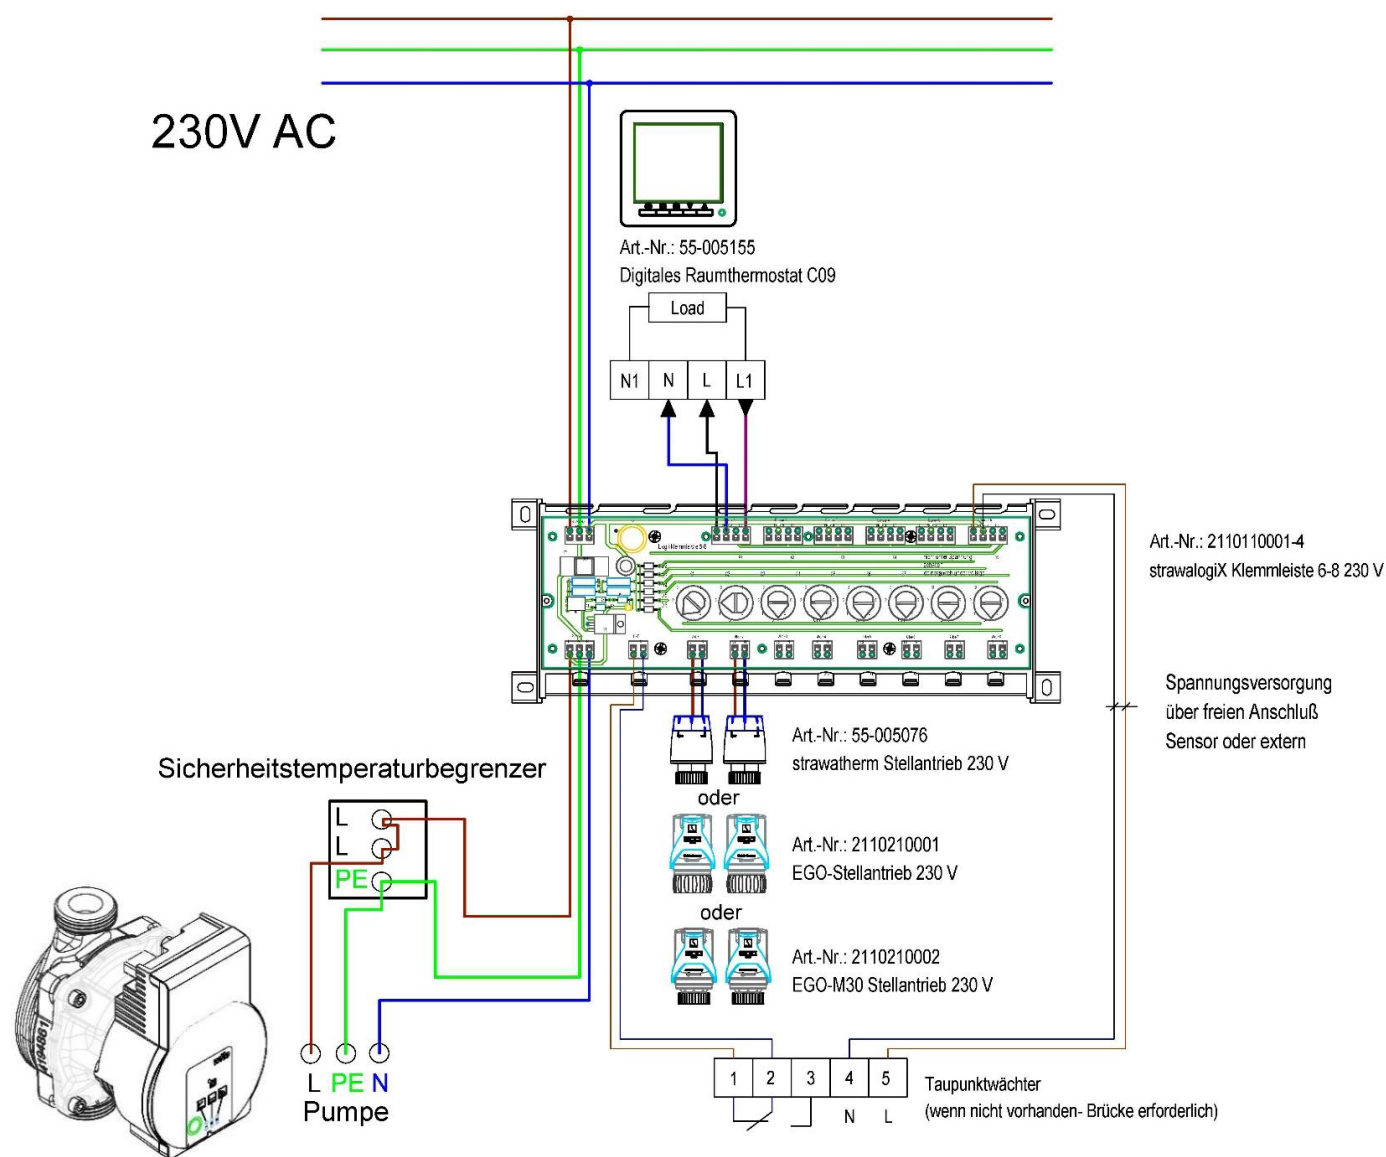 230V AC
Art.-Nr.: 55-005155
Digitales Raumthermostat C09
Load
N1 N L L1
Art.-Nr.: 2110110001-4
strawalogiX Klemmleiste 6-8 230 V
Spannungsversorgung
über freien Anschluß
Sensor oder extern
Art.-Nr.: 55-005076
strawatherm Stellantrieb 230 V
oder
Art.-Nr.: 2110210001
EGO-Stellantrieb 230 V
oder
Art.-Nr.: 2110210002
EGO-M30 Stellantrieb 230 V
Sicherheitstemperaturbegrenzer
L
L
PE
L PE N
Pumpe
1 2 3 4 5
N L
Taupunktwächter
(wenn nicht vorhanden- Brücke erforderlich)